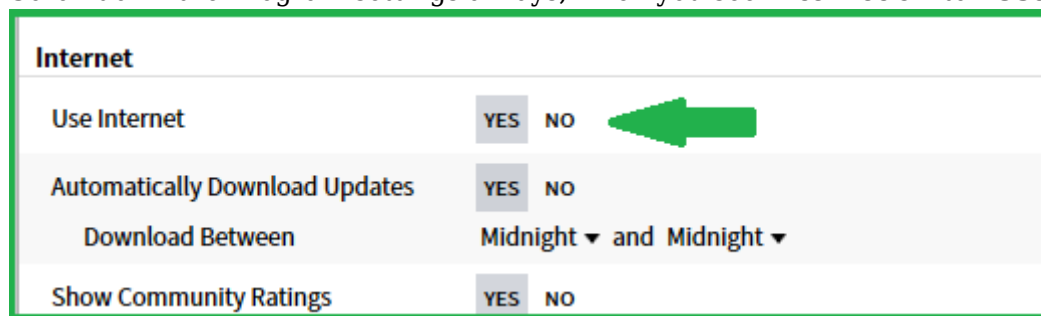 Internet
Use Internet YES NO
Automatically Download Updates YES NO
Download Between Midnight and Midnight
Show Community Ratings YES NO